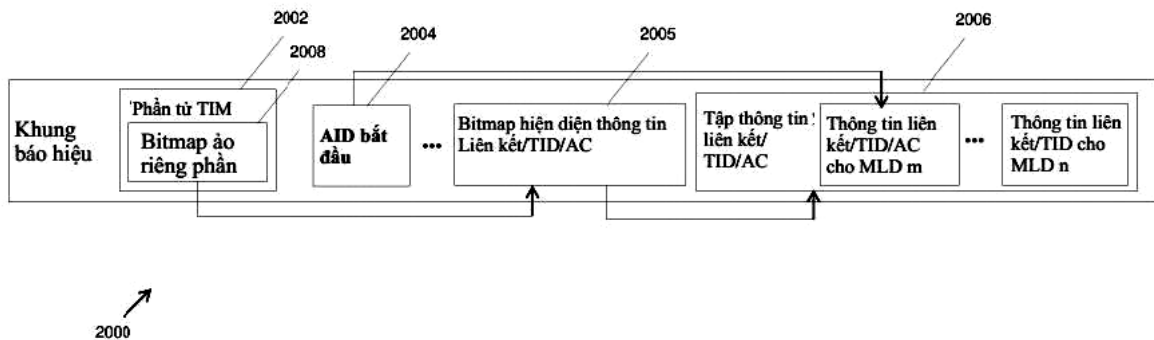 2002
2008
2004
2005
2006
Khung
báo hiệu
Phần tử TIM
Bitmap ảo
riêng phần
AID bắt
đầu
...
Bitmap hiện diện thông tin
Liên kết/TID/AC
Tập thông tin
liên kết/
TID/AC
Thông tin liên
kết/TID/AC
cho MLD m
...
Thông tin liên
kết/TID cho
MLD n
2000